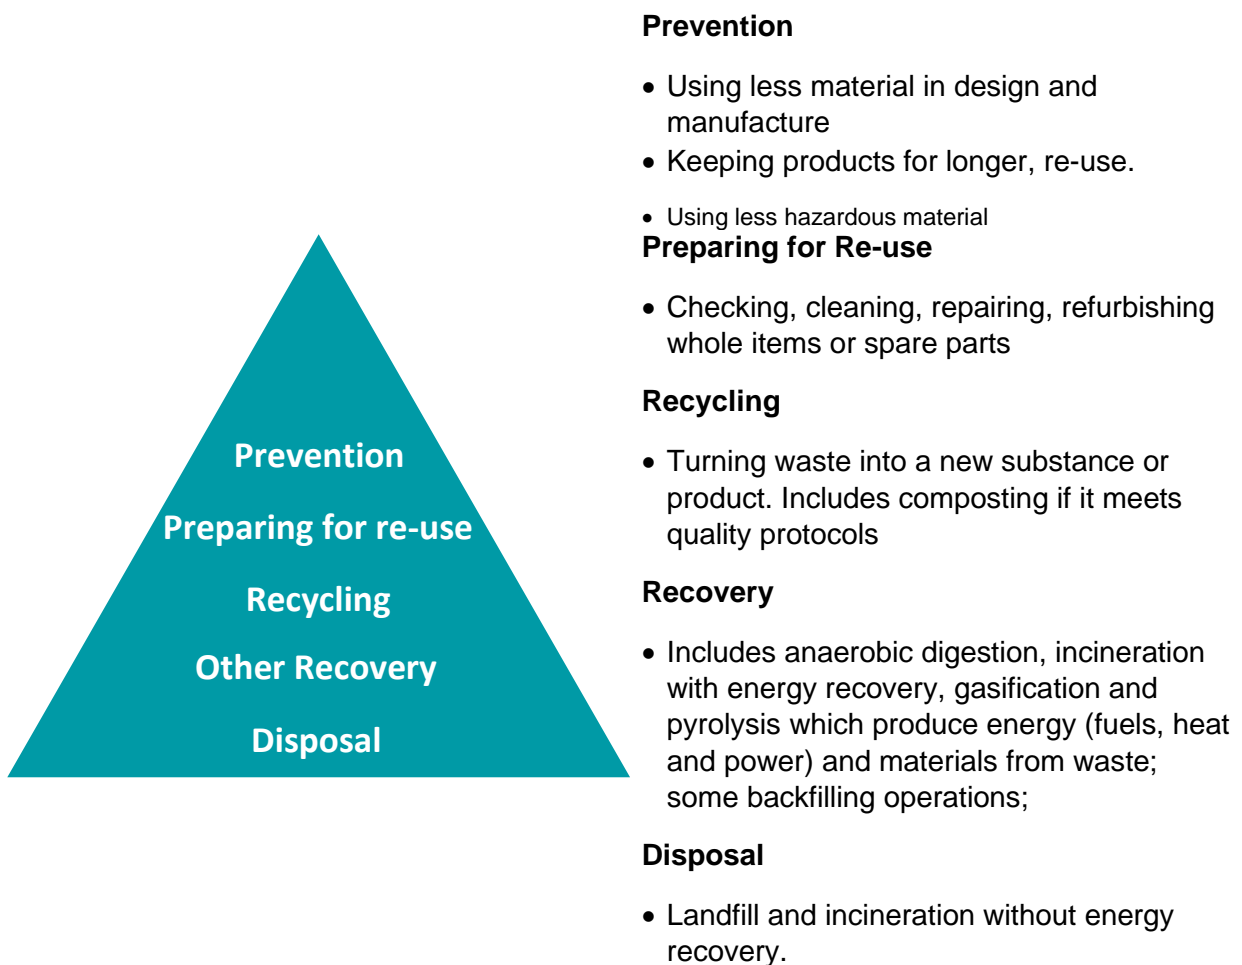 Prevention
• Using less material in design and
manufacture
• Keeping products for longer, re-use.
• Using less hazardous material
Preparing for Re-use
• Checking, cleaning, repairing, refurbishing
whole items or spare parts
Recycling
• Turning waste into a new substance or
product. Includes composting if it meets
quality protocols
Recovery
• Includes anaerobic digestion, incineration
with energy recovery, gasification and
pyrolysis which produce energy (fuels, heat
and power) and materials from waste;
some backfilling operations;
Disposal
• Landfill and incineration without energy
recovery.
Prevention
Preparing for re-use
Recycling
Other Recovery
Disposal